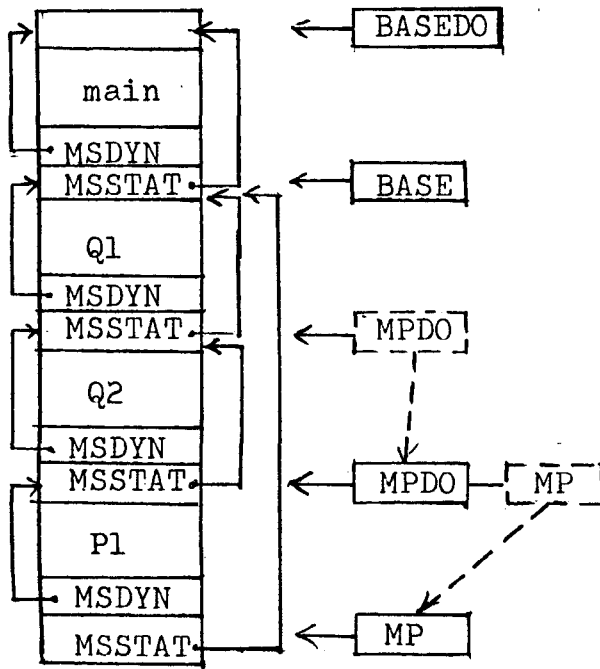 BASEDO
main
MSDYN
MSSTAT
BASE
Q1
MSDYN
MSSTAT
MPDO
Q2
MSDYN
MSSTAT
MPDO
MP
P1
MSDYN
MSSTAT
MP